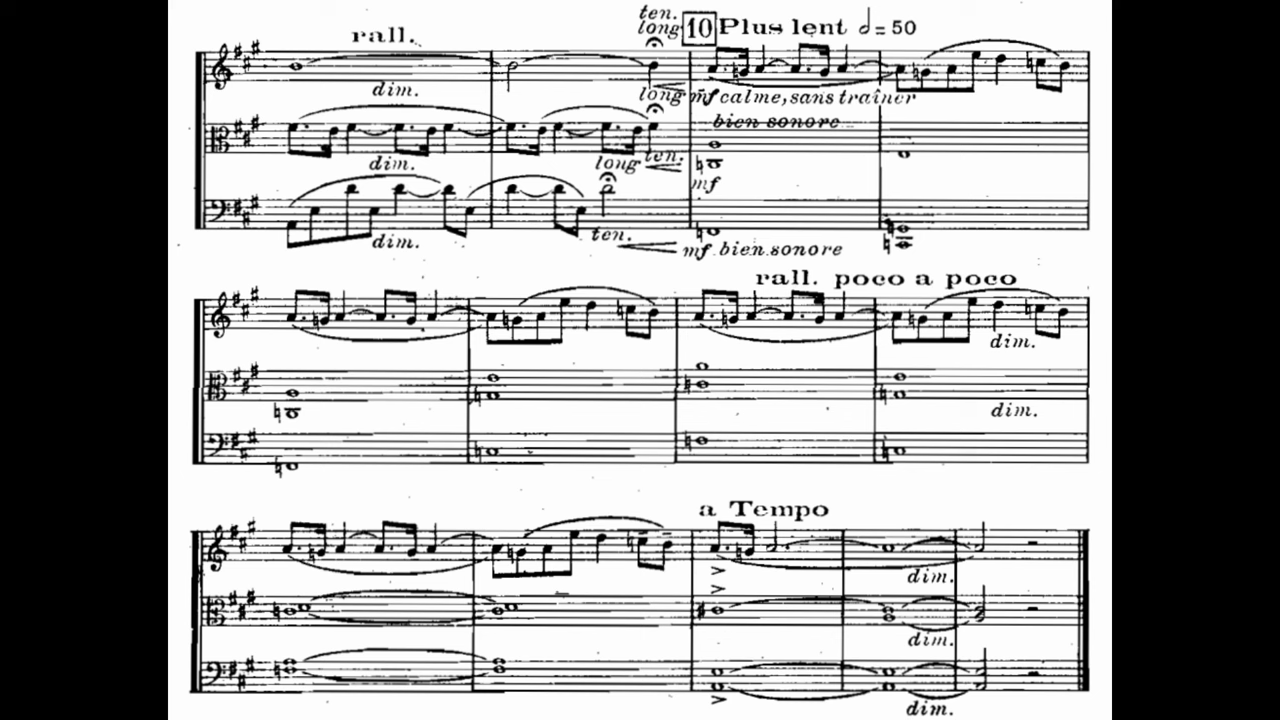 ten.
rall. long 10 Plus lent 𝅗𝅥 = 50
dim. long mf calme, sans traîner
bien sonore
dim. long ten.
mf
dim. ten. mf bien sonore
rall. poco a poco
dim.
dim.
a Tempo
dim.
dim.
dim.